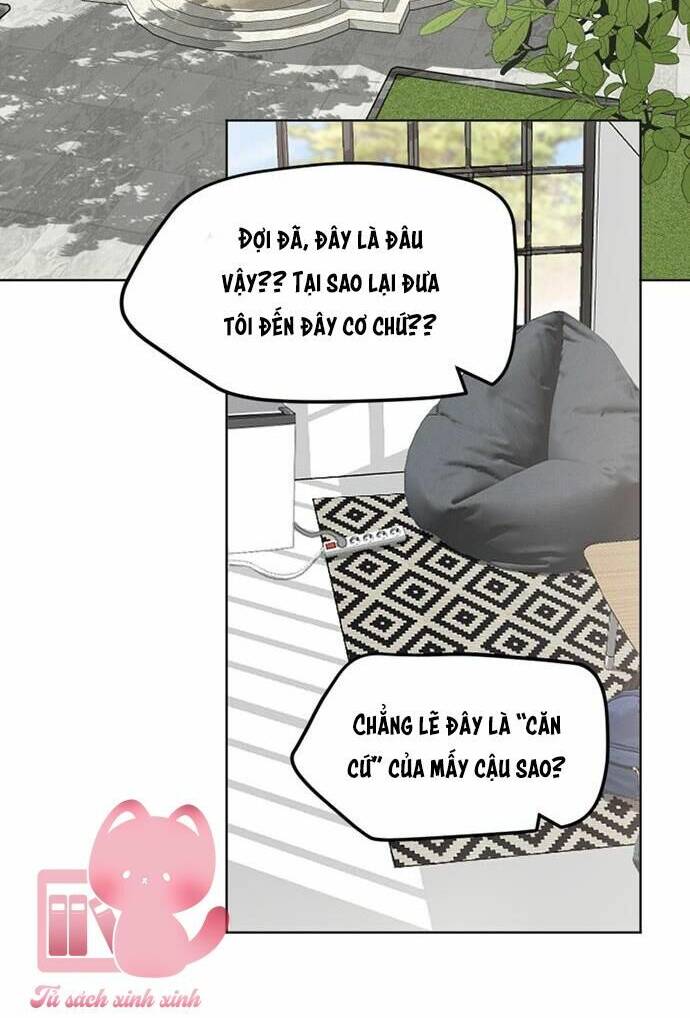 ĐỢI ĐÃ, ĐÂY LÀ ĐÂU
VẬY?? TẠI SAO LẠI ĐƯA
TÔI ĐẾN ĐÂY CƠ CHỨ??
CHẲNG LẼ ĐÂY LÀ “CĂN
CỨ” CỦA MẤY CẬU SAO?
Tủ sách xinh xinh